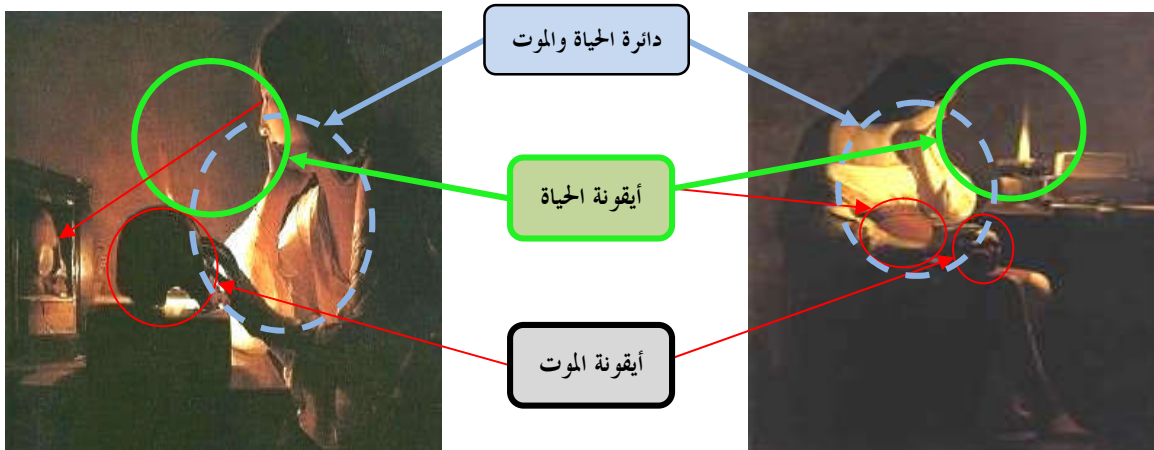 دائرة الحياة والموت
أيقونة الحياة
أيقونة الموت